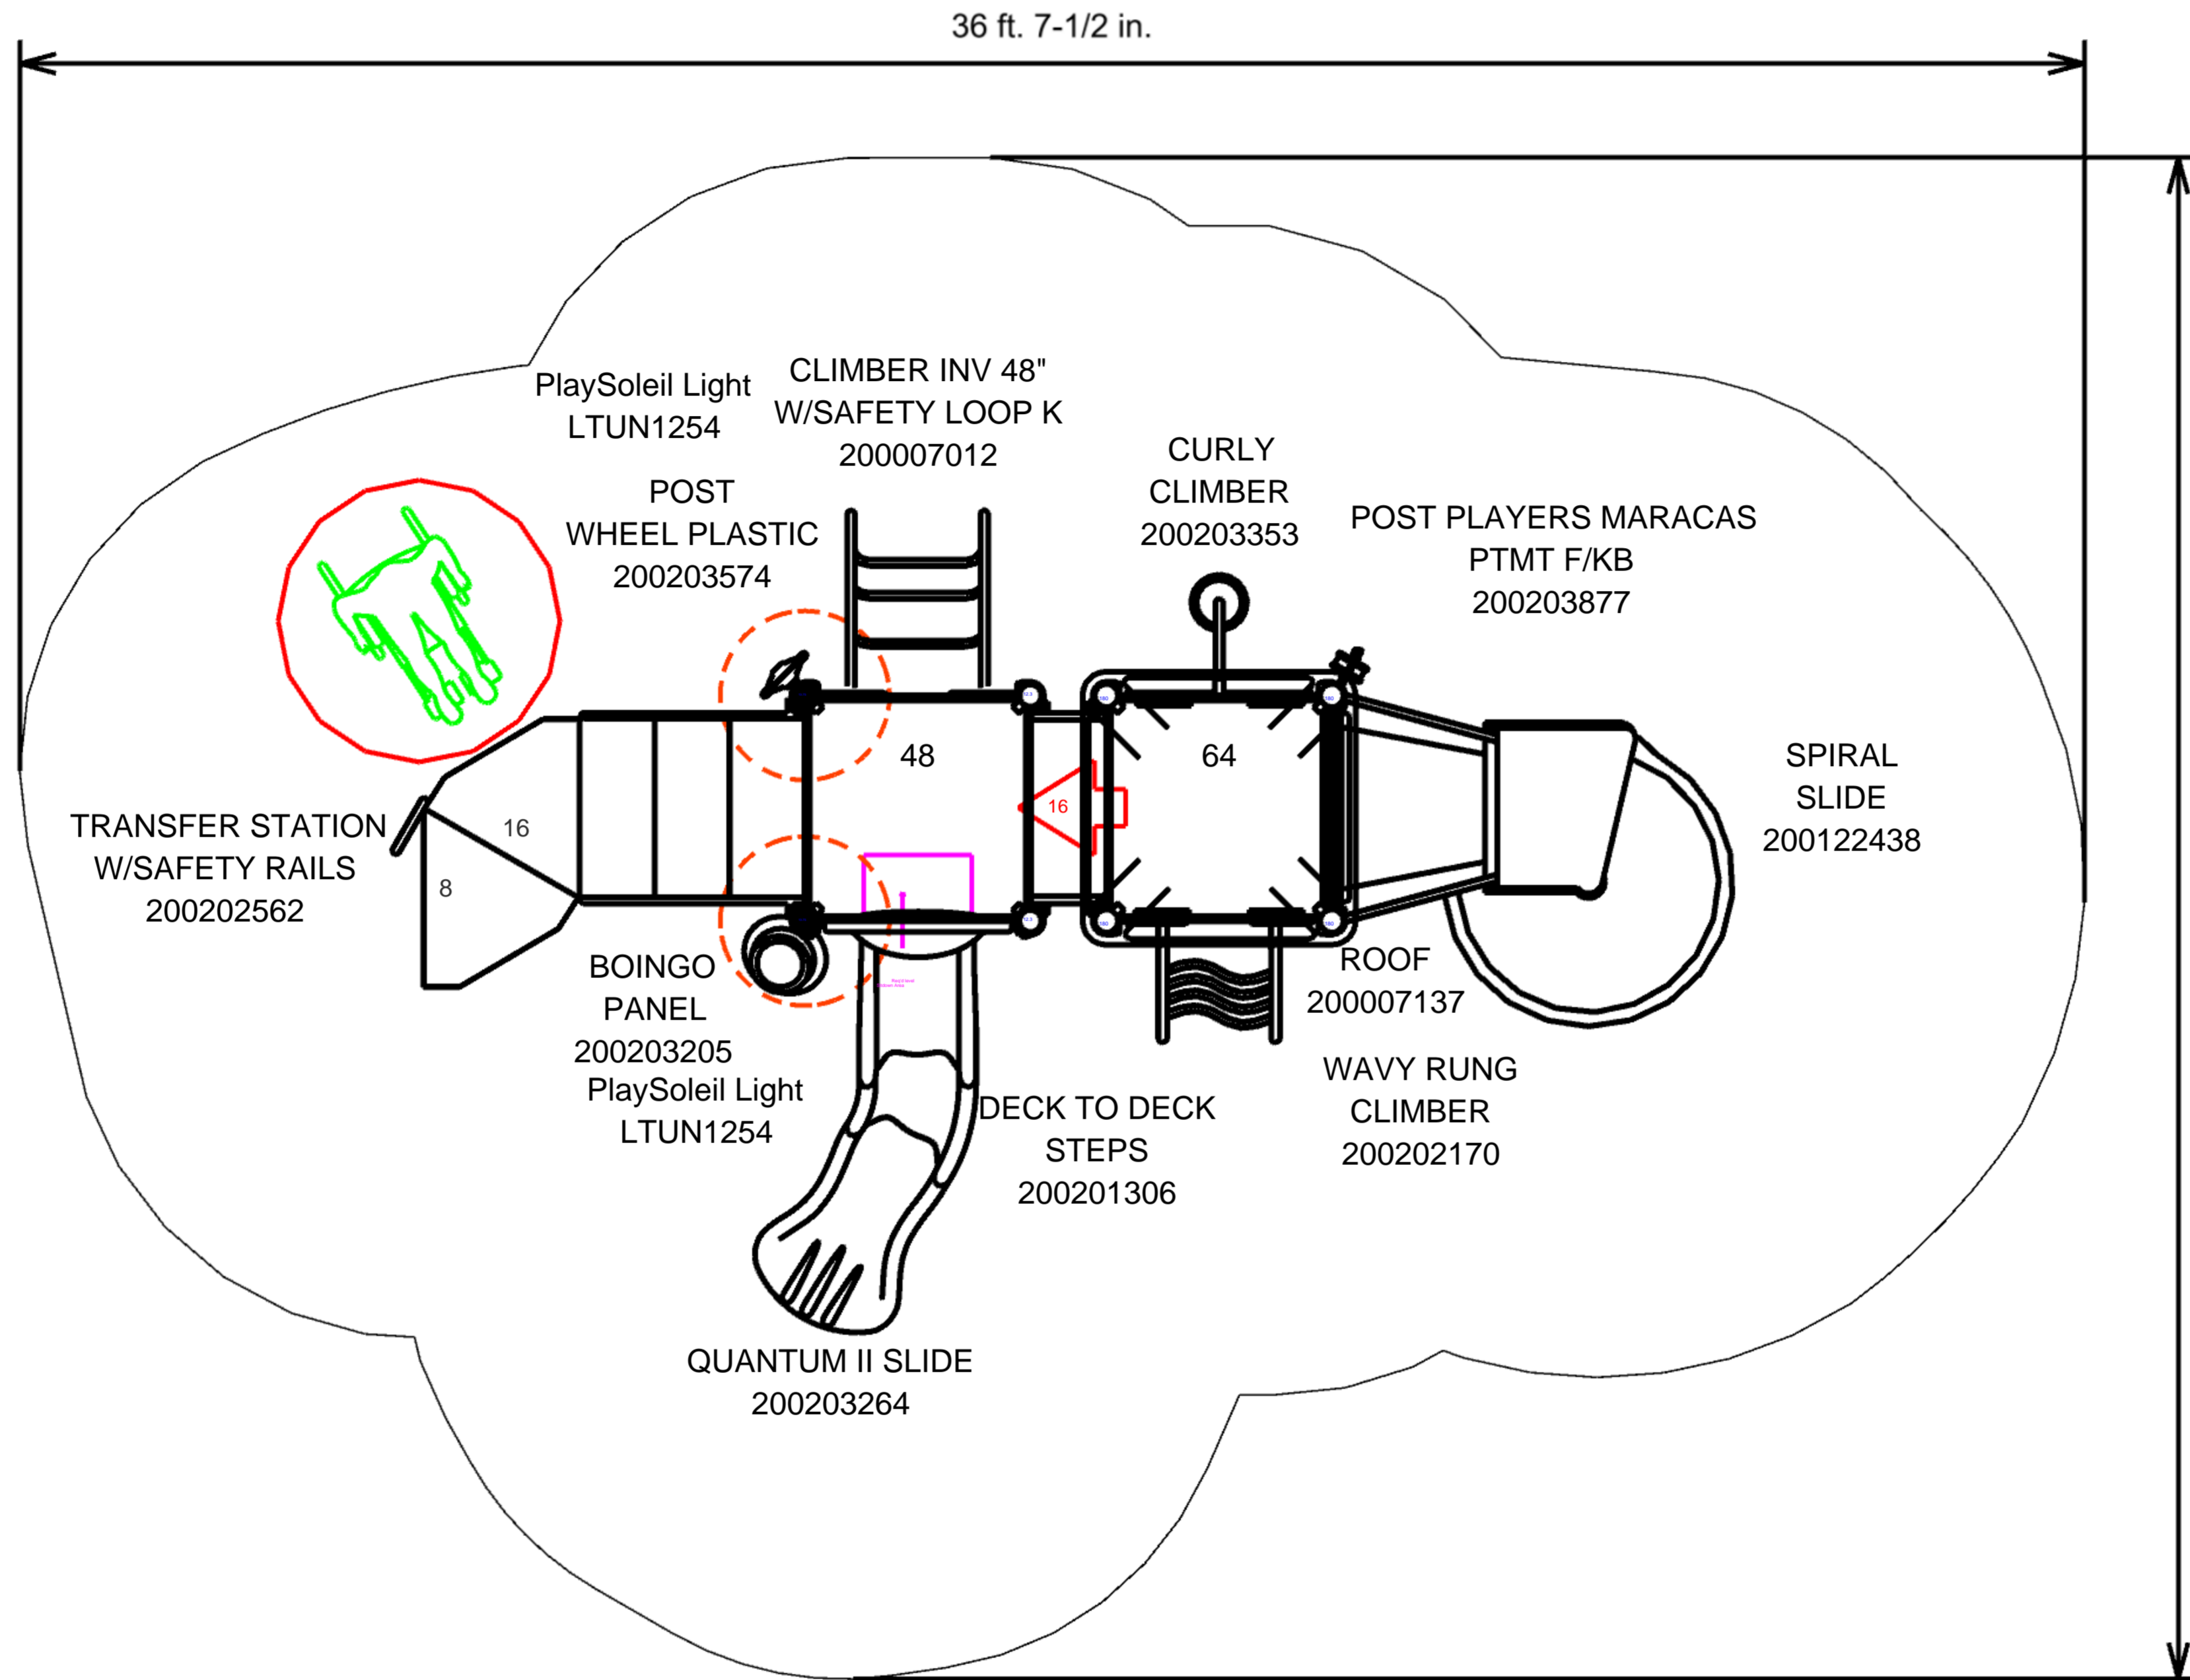 36 ft. 7-1/2 in.
PlaySoleil Light
LTUN1254
CLIMBER INV 48"
W/SAFETY LOOP K
200007012
POST
WHEEL PLASTIC
200203574
CURLY
CLIMBER
200203353
POST PLAYERS MARACAS
PTMT F/KB
200203877
48
64
16
SPIRAL
SLIDE
200122438
TRANSFER STATION
W/SAFETY RAILS
200202562
16
8
BOINGO
PANEL
200203205
PlaySoleil Light
LTUN1254
ROOF
200007137
WAVY RUNG
CLIMBER
200202170
DECK TO DECK
STEPS
200201306
QUANTUM II SLIDE
200203264